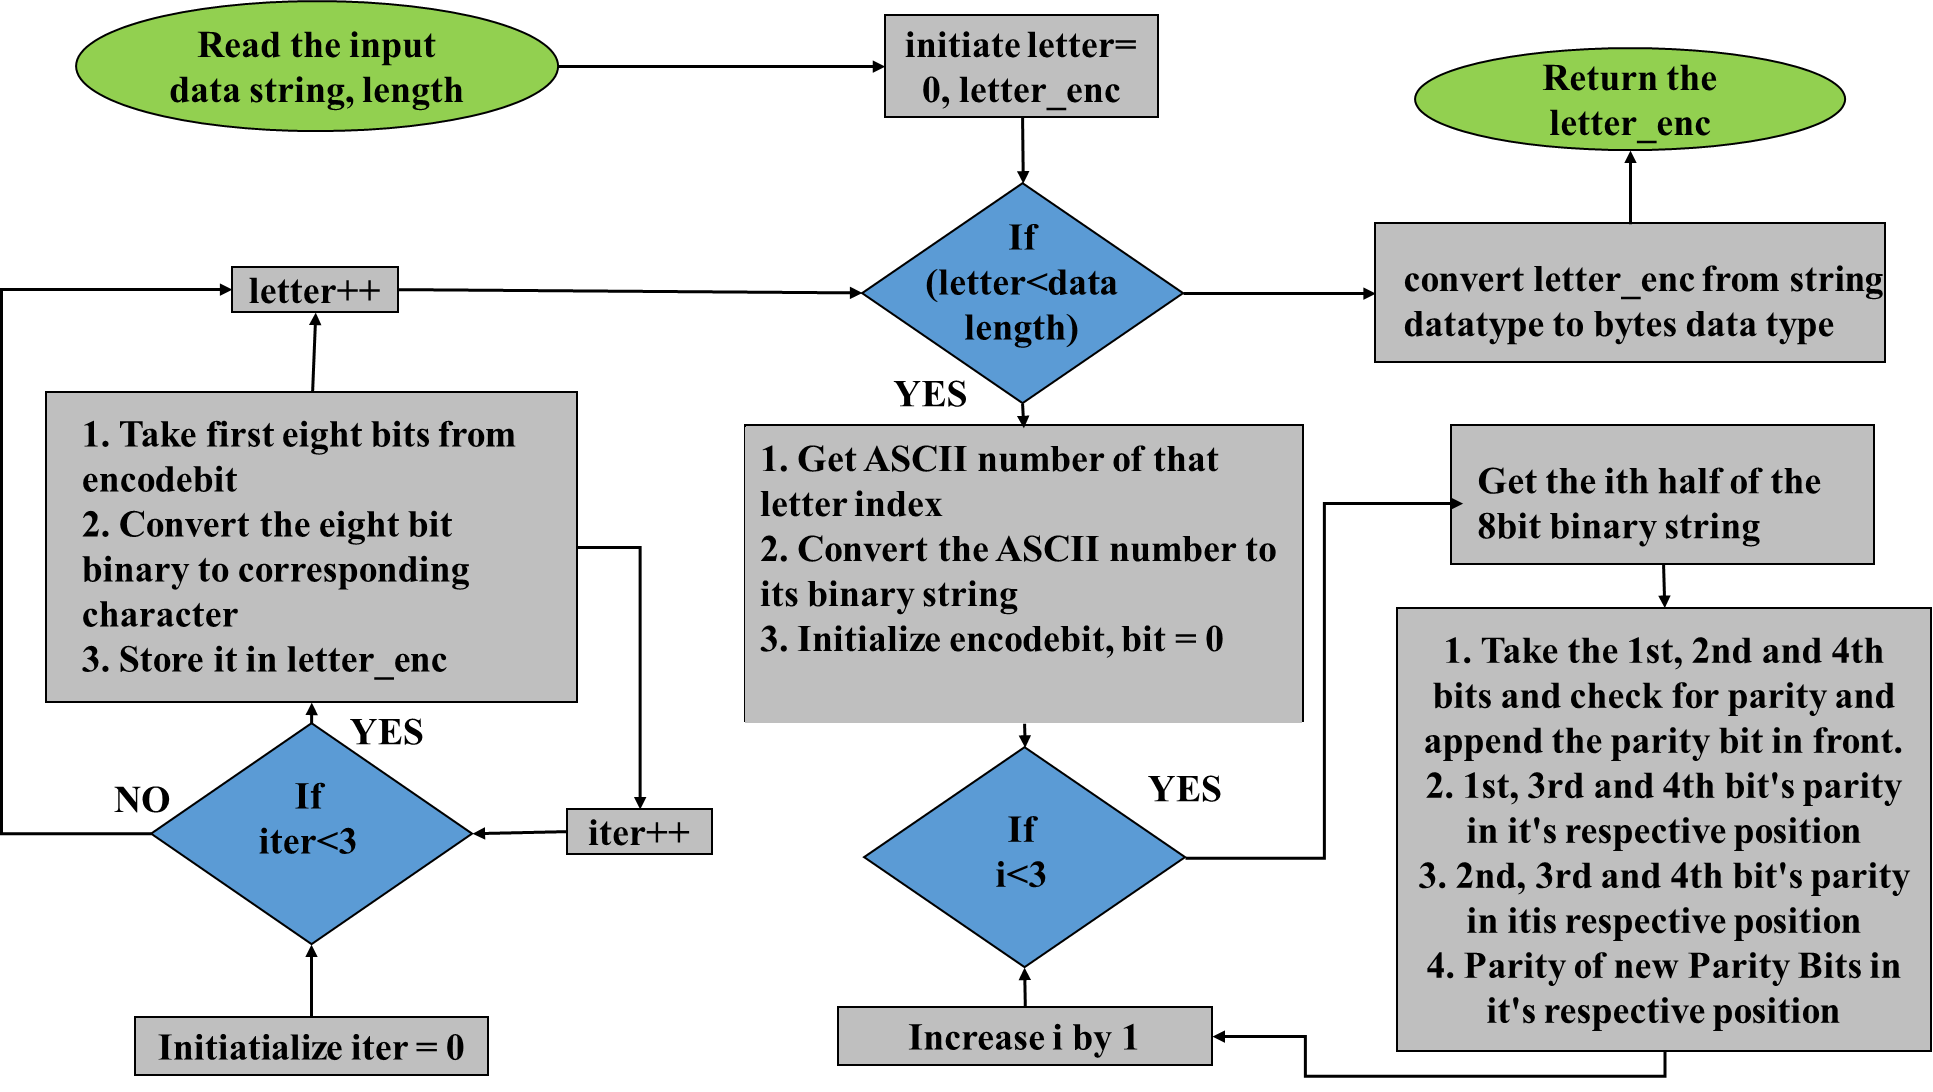 Read the input
data string, length
initiate letter=
0, letter_enc
Return the
letter_enc
If
(letter<data
length)
letter++
convert letter_enc from string
datatype to bytes data type
YES
1. Take first eight bits from
encodebit
2. Convert the eight bit
binary to corresponding
character
3. Store it in letter_enc
1. Get ASCII number of that
letter index
2. Convert the ASCII number to
its binary string
3. Initialize encodebit, bit = 0
Get the ith half of the
8bit binary string
1. Take the 1st, 2nd and 4th
bits and check for parity and
append the parity bit in front.
2. 1st, 3rd and 4th bit's parity
in it's respective position
3. 2nd, 3rd and 4th bit's parity
in itis respective position
4. Parity of new Parity Bits in
it's respective position
YES
NO
If
iter<3
iter++
YES
If
i<3
Initiatialize iter = 0
Increase i by 1